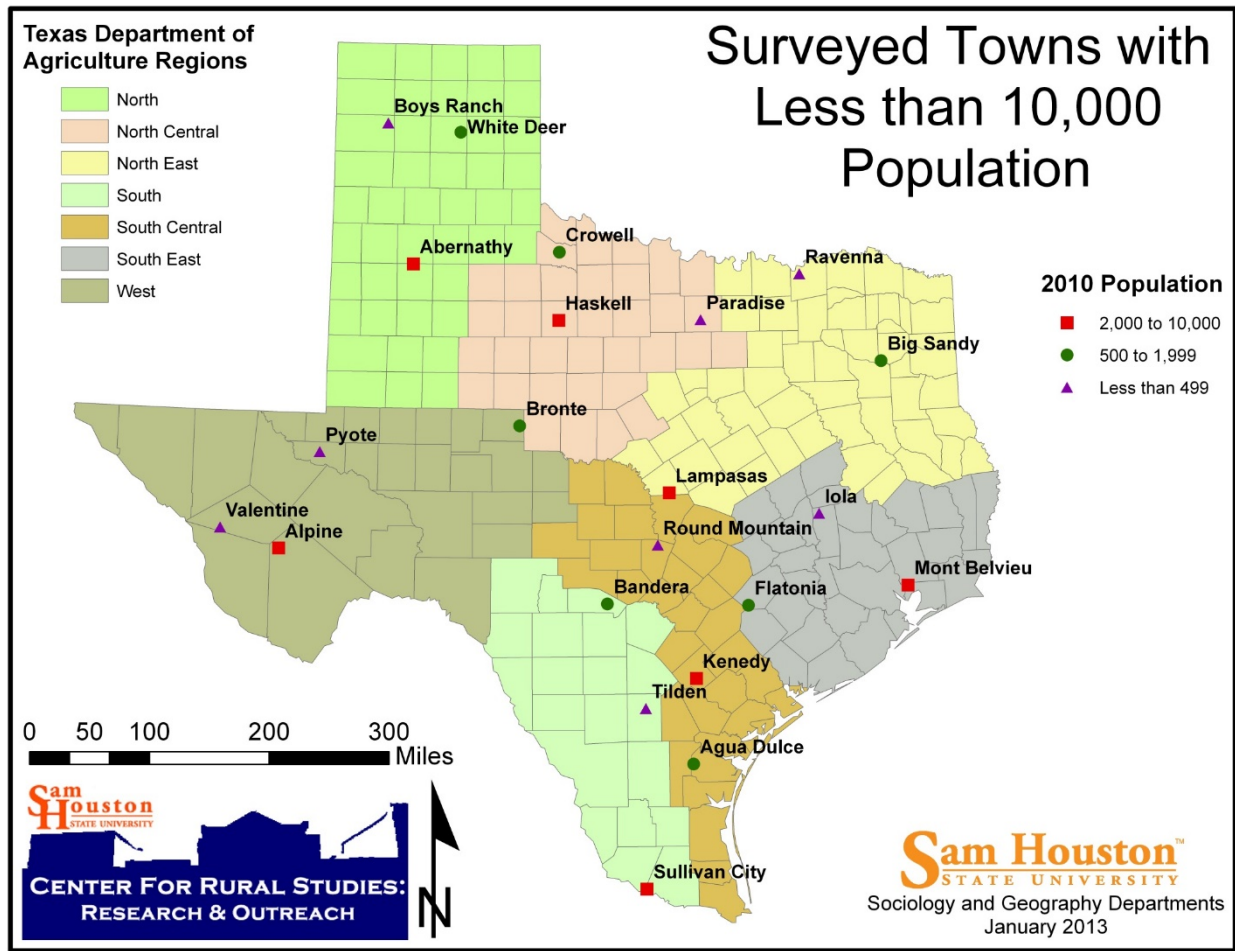 Texas Department of
Agriculture Regions
North
North Central
North East
South
South Central
South East
West
Surveyed Towns with
Less than 10,000
Population
Boys Ranch
White Deer
Abernathy
Crowell
Haskell
Paradise
Ravenna
Big Sandy
Bronte
Pyote
Valentine
Alpine
Lampasas
Round Mountain
Iola
Mont Belvieu
Bandera
Flatonia
Kenedy
Tilden
Agua Dulce
Sullivan City
2010 Population
2,000 to 10,000
500 to 1,999
Less than 499
0 50 100 200 300
Miles
Sam
Houston
STATE UNIVERSITY
CENTER FOR RURAL STUDIES:
RESEARCH & OUTREACH
N
Sam Houston™
STATE UNIVERSITY
Sociology and Geography Departments
January 2013